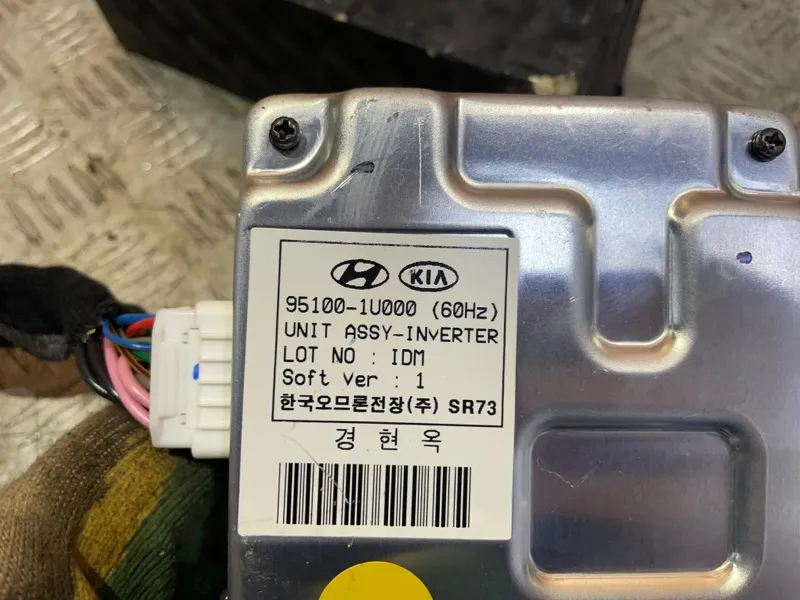 KIA
95100-1U000 (60Hz)
UNIT ASSY-INVERTER
LOT NO : IDM
Soft Ver : 1
한국오므론전장(주) SR73
경 현 옥